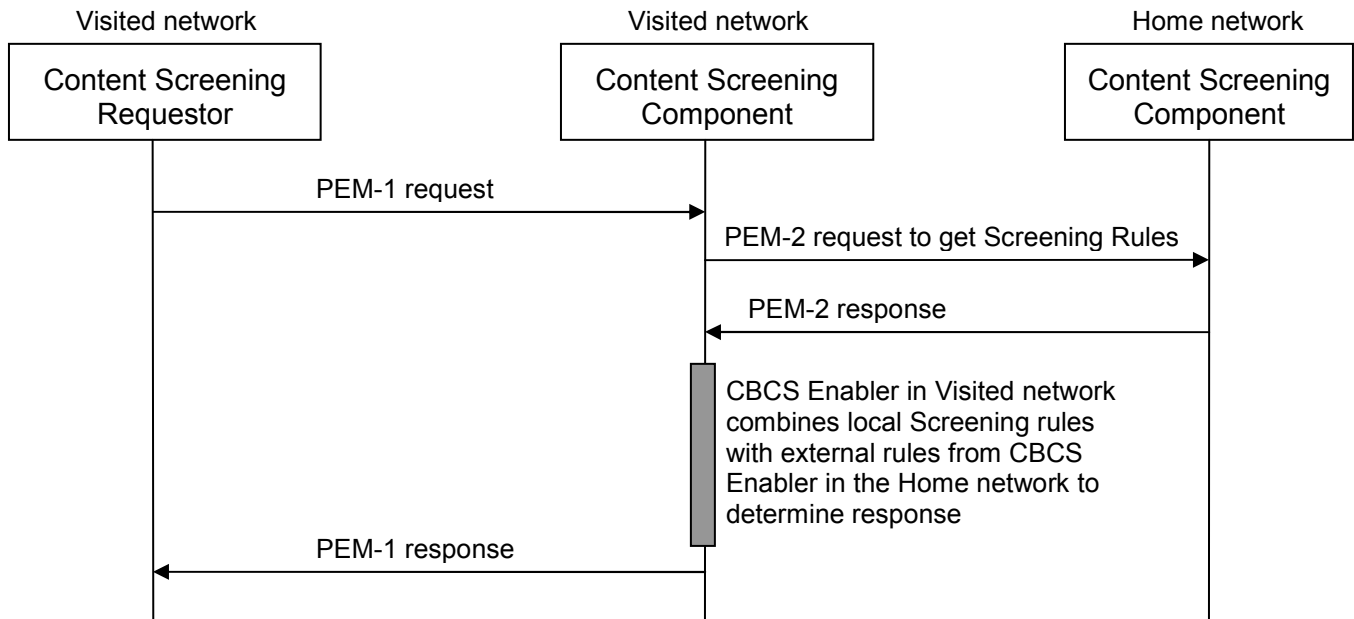 Visited network
Visited network
Home network
Content Screening
Requestor
Content Screening
Component
Content Screening
Component
PEM-1 request
PEM-2 request to get Screening Rules
PEM-2 response
CBCS Enabler in Visited network
combines local Screening rules
with external rules from CBCS
Enabler in the Home network to
determine response
PEM-1 response